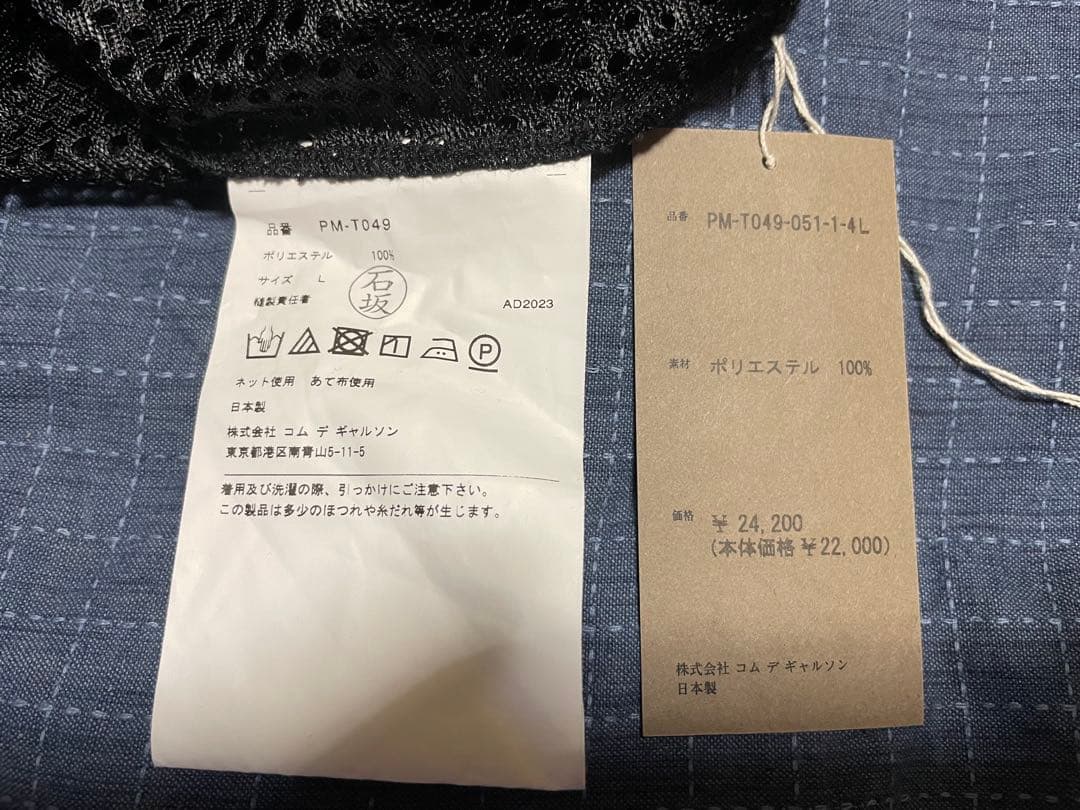 品番 PM-T049
ポリエステル 100%
サイズ L
縫製責任者 石坂
AD2023
P
ネット使用 あて布使用
日本製
株式会社 コム デ ギャルソン
東京都港区南青山5-11-5
着用及び洗濯の際、引っかけにご注意下さい。
この製品は多少のほつれや糸だれ等が生じます。
品番 PM-T049-051-1-4L
素材 ポリエステル 100%
価格 ¥ 24,200
(本体価格 ¥22,000)
株式会社 コム デ ギャルソン
日本製